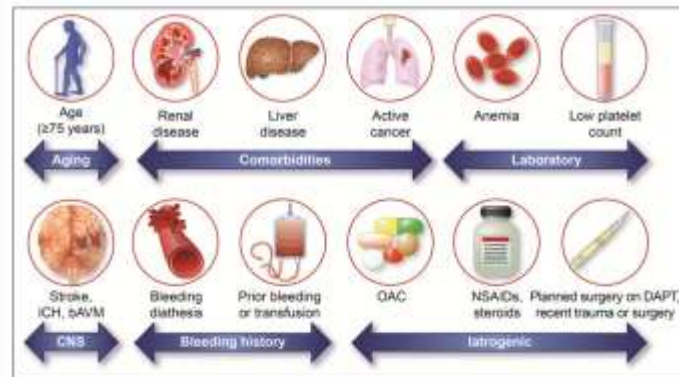 Age
(≥75 years)
Renal
disease
Liver
disease
Active
cancer
Anemia
Low platelet
count
Aging
Comorbidities
Laboratory
Stroke,
ICH, bAVM
Bleeding
diathesis
Prior bleeding
or transfusion
OAC
NSAIDs,
steroids
Planned surgery on DAPT,
recent trauma or surgery
CNS
Bleeding history
Iatrogenic